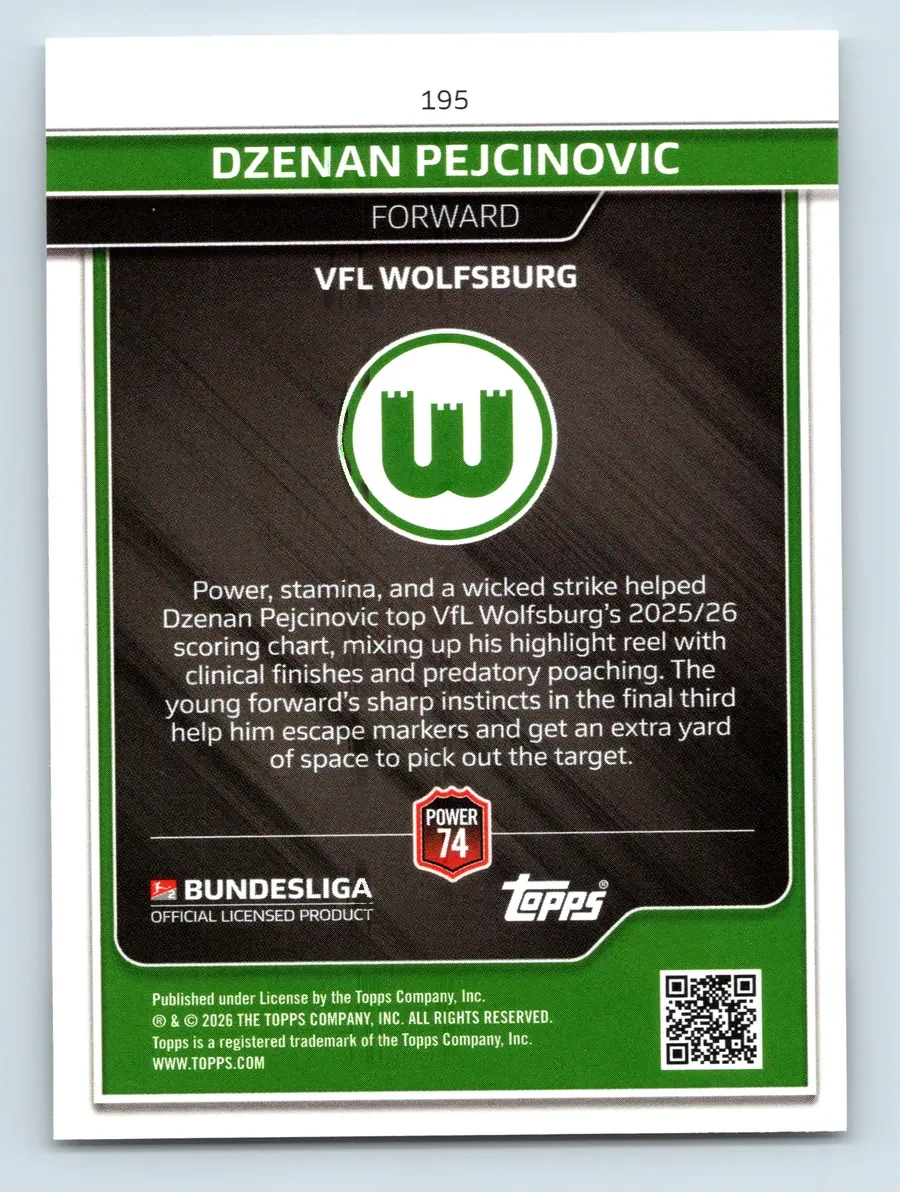 195
DZENAN PEJCINOVIC
FORWARD
VFL WOLFSBURG
W
Power, stamina, and a wicked strike helped
Dzenan Pejcinovic top VfL Wolfsburg's 2025/26
scoring chart, mixing up his highlight reel with
clinical finishes and predatory poaching. The
young forward's sharp instincts in the final third
help him escape markers and get an extra yard
of space to pick out the target.
POWER
74
2 BUNDESLIGA
OFFICIAL LICENSED PRODUCT
topps®
Published under License by the Topps Company, Inc.
® & © 2026 THE TOPPS COMPANY, INC. ALL RIGHTS RESERVED.
Topps is a registered trademark of the Topps Company, Inc.
WWW.TOPPS.COM